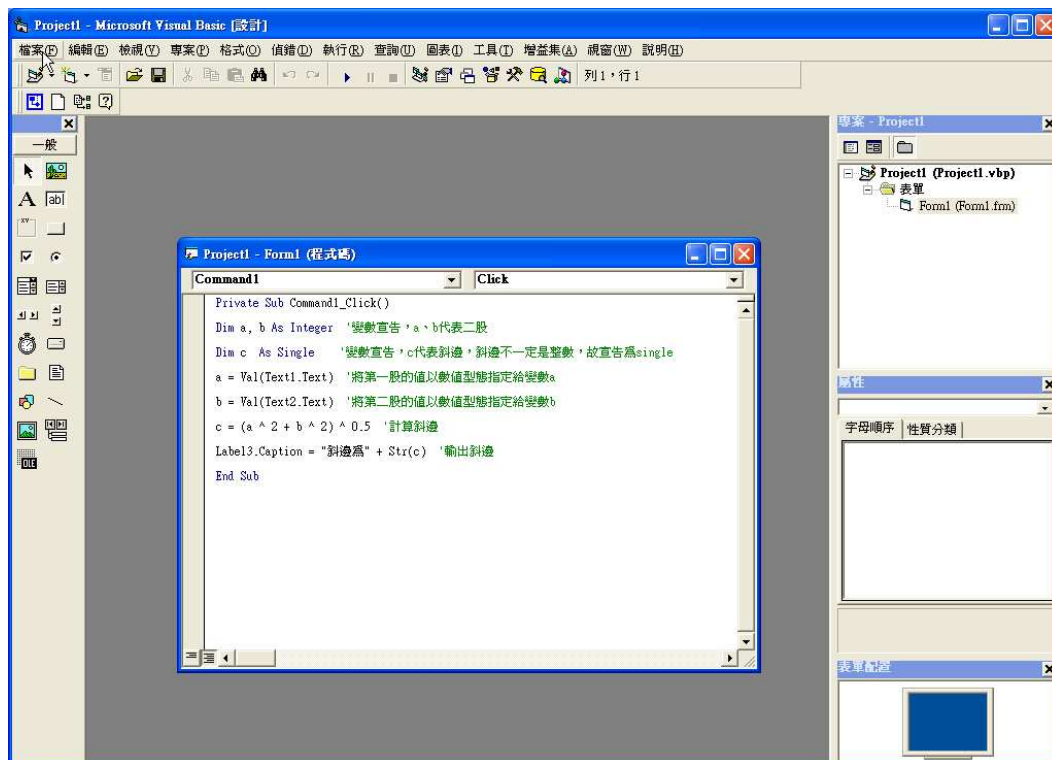 Project1 - Microsoft Visual Basic [設計]
檔案(F) 編輯(E) 檢視(V) 專案(P) 格式(O) 偵錯(D) 執行(R) 查詢(U) 圖表(I) 工具(T) 增益集(A) 視窗(W) 說明(H)
列1，行1
一般
A ab|
xy
OLE
Project1 - Form1 (程式碼)
Command1 Click
Private Sub Command1_Click()
Dim a, b As Integer '變數宣告，a、b代表二股
Dim c As Single '變數宣告，c代表斜邊，斜邊不一定是整數，故宣告為single
a = Val(Text1.Text) '將第一股的值以數值型態指定給變數a
b = Val(Text2.Text) '將第二股的值以數值型態指定給變數b
c = (a ^ 2 + b ^ 2) ^ 0.5 '計算斜邊
Label3.Caption = "斜邊為" + Str(c) '輸出斜邊
End Sub
專案 - Project1
Project1 (Project1.vbp)
表單
Form1 (Form1.frm)
屬性
字母順序 性質分類
表單配置